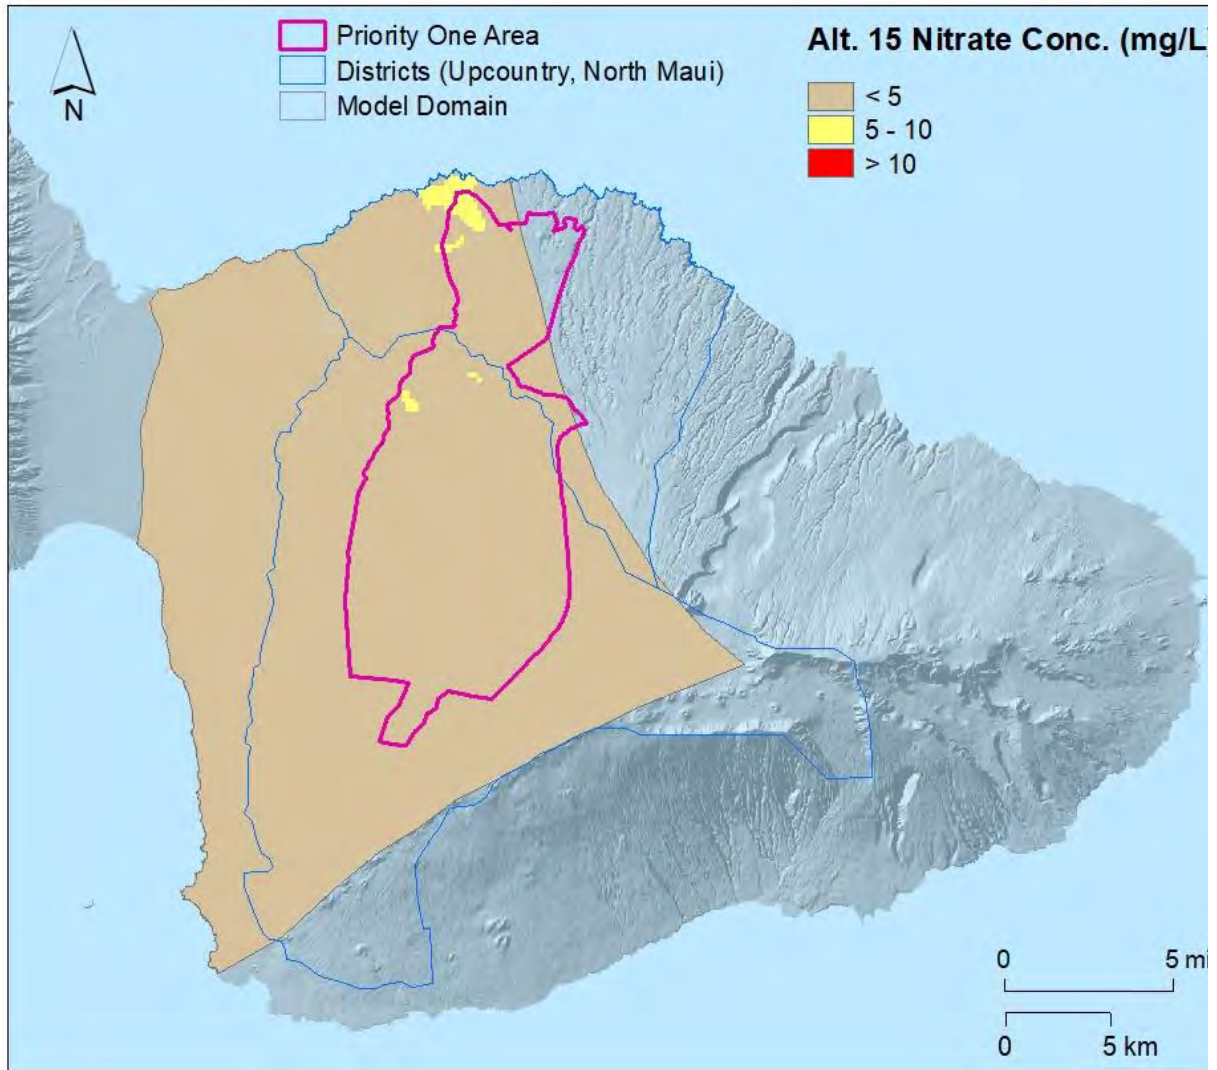 Priority One Area
Districts (Upcountry, North Maui)
Model Domain
N
Alt. 15 Nitrate Conc. (mg/L)
< 5
5 - 10
> 10
0 5 mi
0 5 km